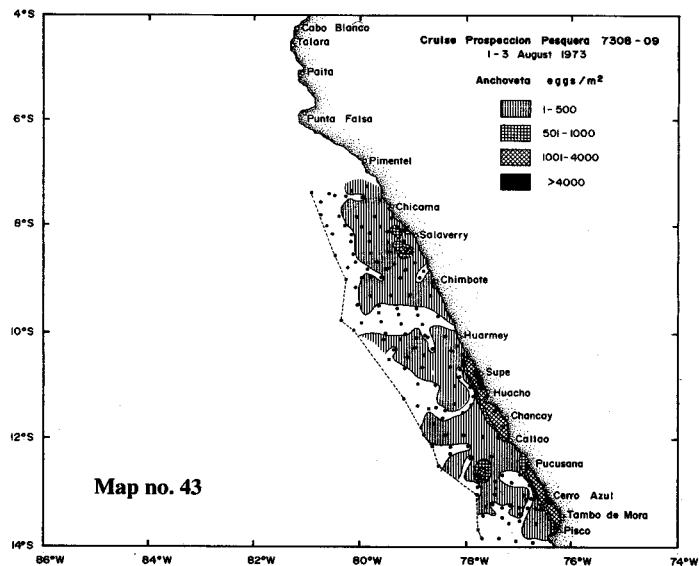 4°S
Cabo Blanco
Talara
Cruise Prospeccion Pesquera 7308-09
1-3 August 1973
Paita
Anchoveta eggs/m²
1-500
6°S
Punta Falsa
501-1000
1001-4000
Pimentel
>4000
Chicama
8°S
Salaverry
Chimbote
10°S
Huarmey
Supe
Huacho
Chancay
12°S
Callao
Pucusana
Map no. 43
Cerro Azul
Tambo de Mora
Pisco
14°S
86°W
84°W
82°W
80°W
78°W
76°W
74°W